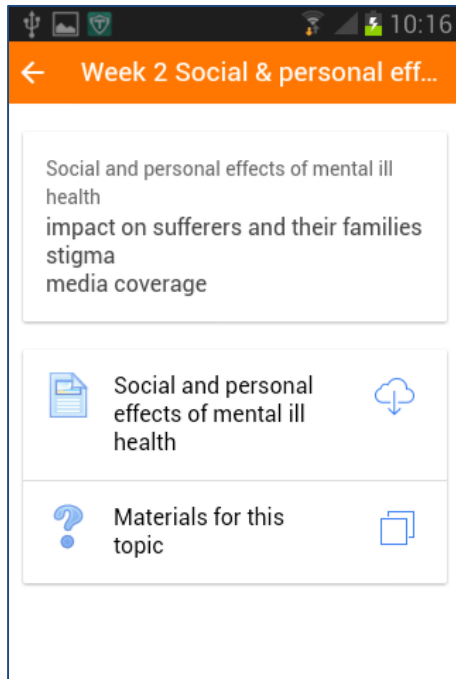 10:16
Week 2 Social & personal eff...
Social and personal effects of mental ill
health
impact on sufferers and their families
stigma
media coverage
Social and personal
effects of mental ill
health
Materials for this
topic